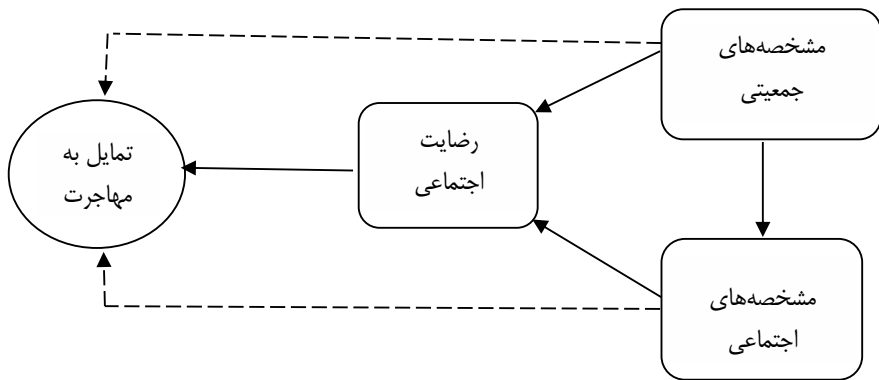 مشخصه‌های
جمعیتی
رضایت
اجتماعی
تمایل به
مهاجرت
مشخصه‌های
اجتماعی